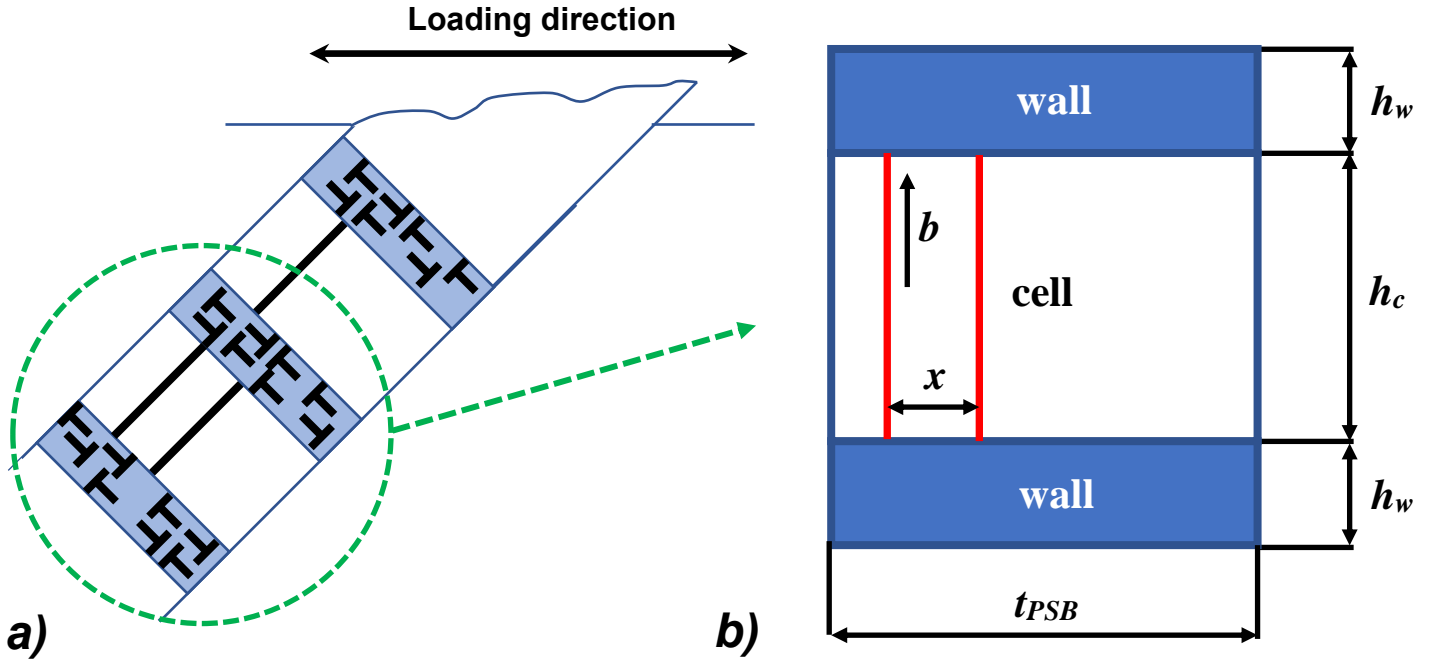 Loading direction
a)
wall
h_w
b
cell
h_c
x
wall
h_w
t_PSB
b)